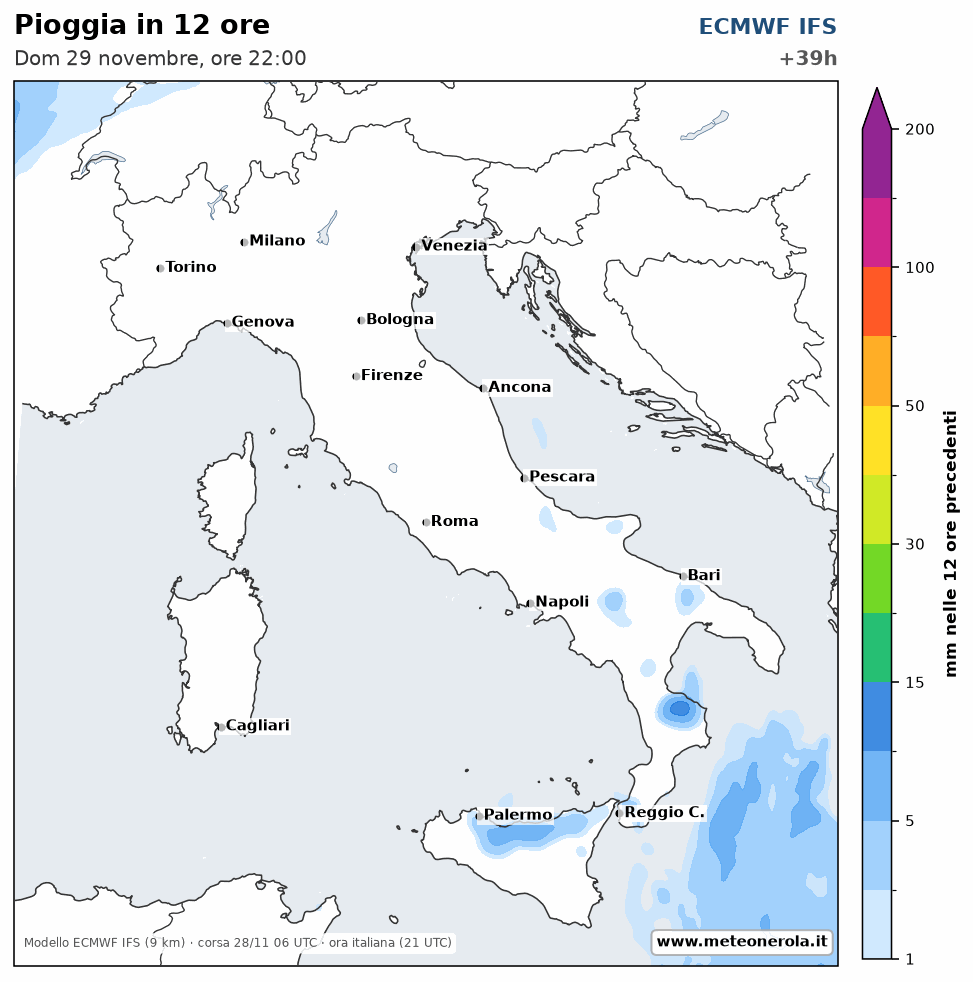 Pioggia in 12 ore
ECMWF IFS
Dom 29 novembre, ore 22:00
+39h
200
Milano
Venezia
Torino
100
Genova
Bologna
Firenze
Ancona
50
Pescara
Roma
30
Bari
Napoli
mm nelle 12 ore precedenti
15
Cagliari
Palermo
Reggio C.
5
Modello ECMWF IFS (9 km) · corsa 28/11 06 UTC · ora italiana (21 UTC)
www.meteonerola.it
1